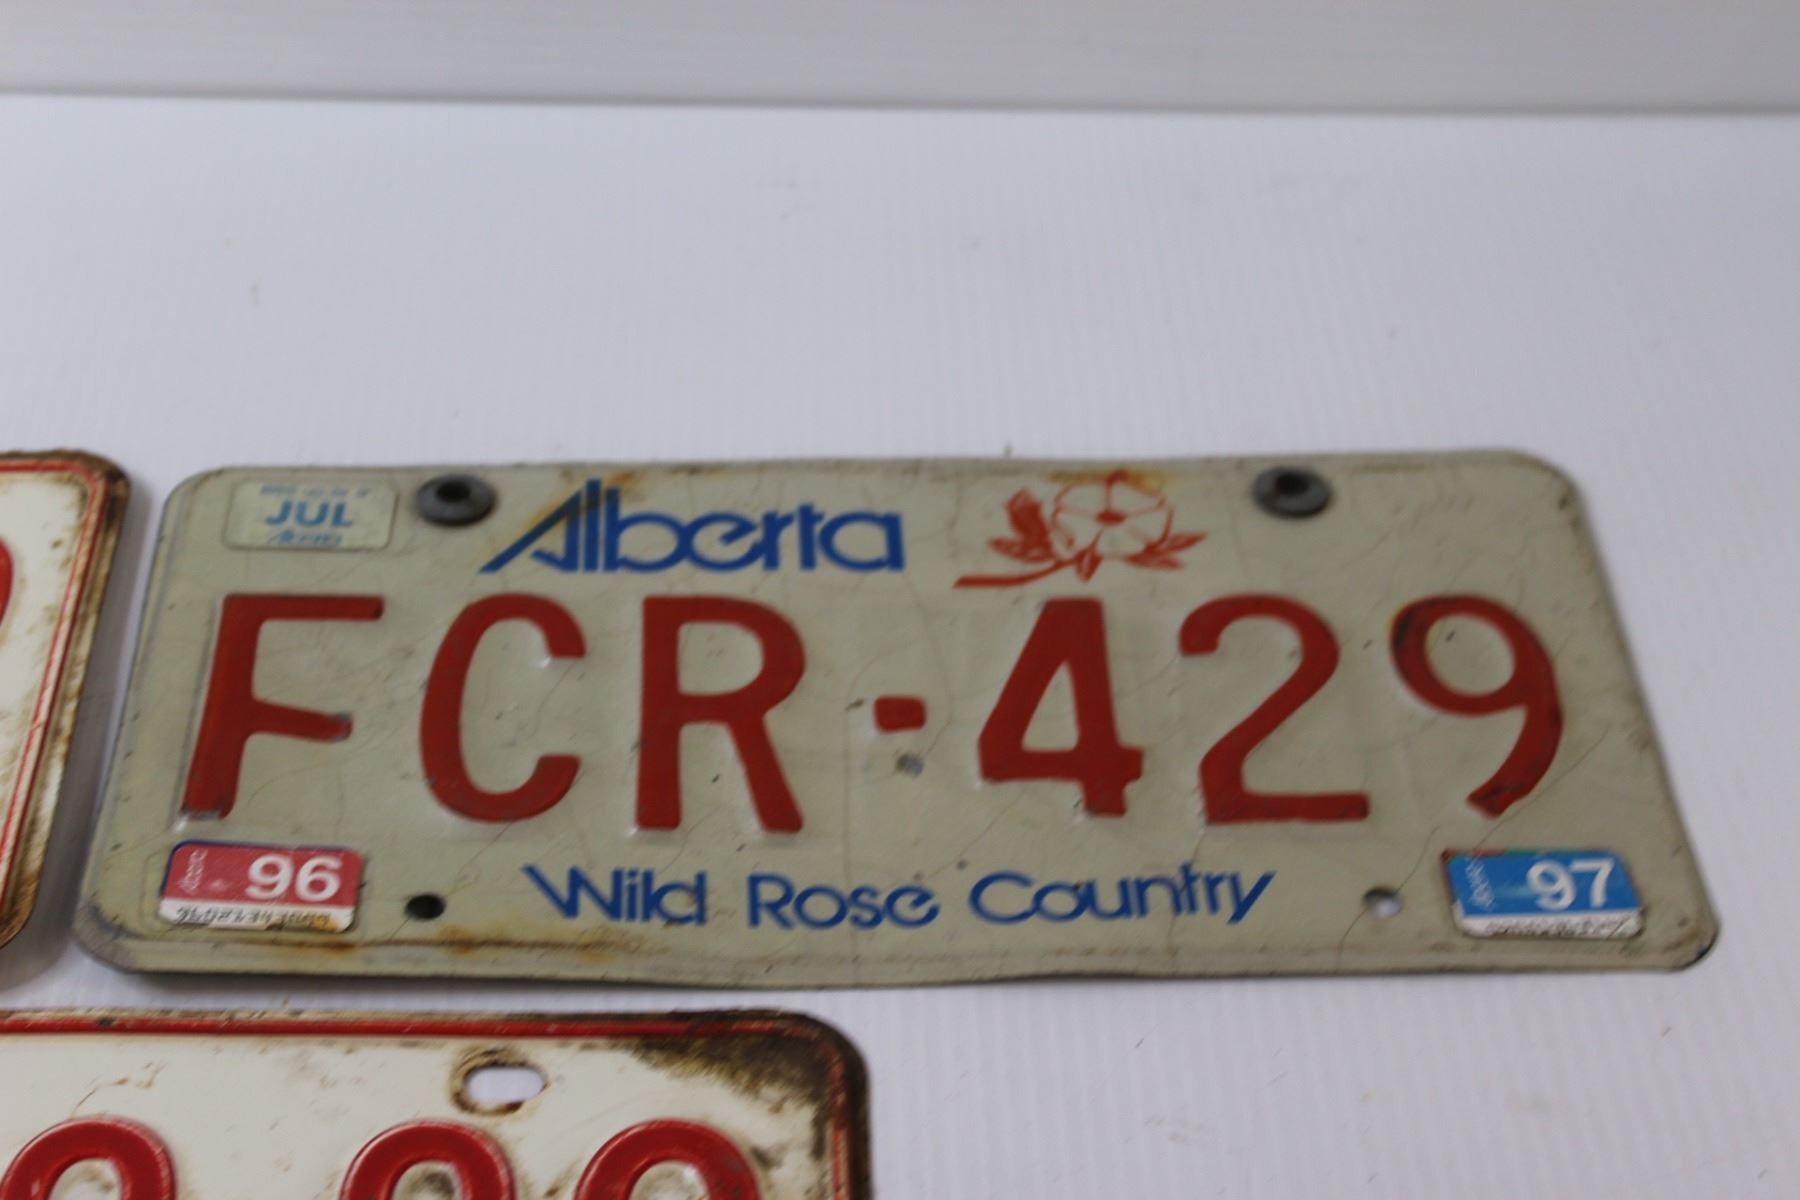 JUL
Alberta
FCR-429
96
Wild Rose Country
97